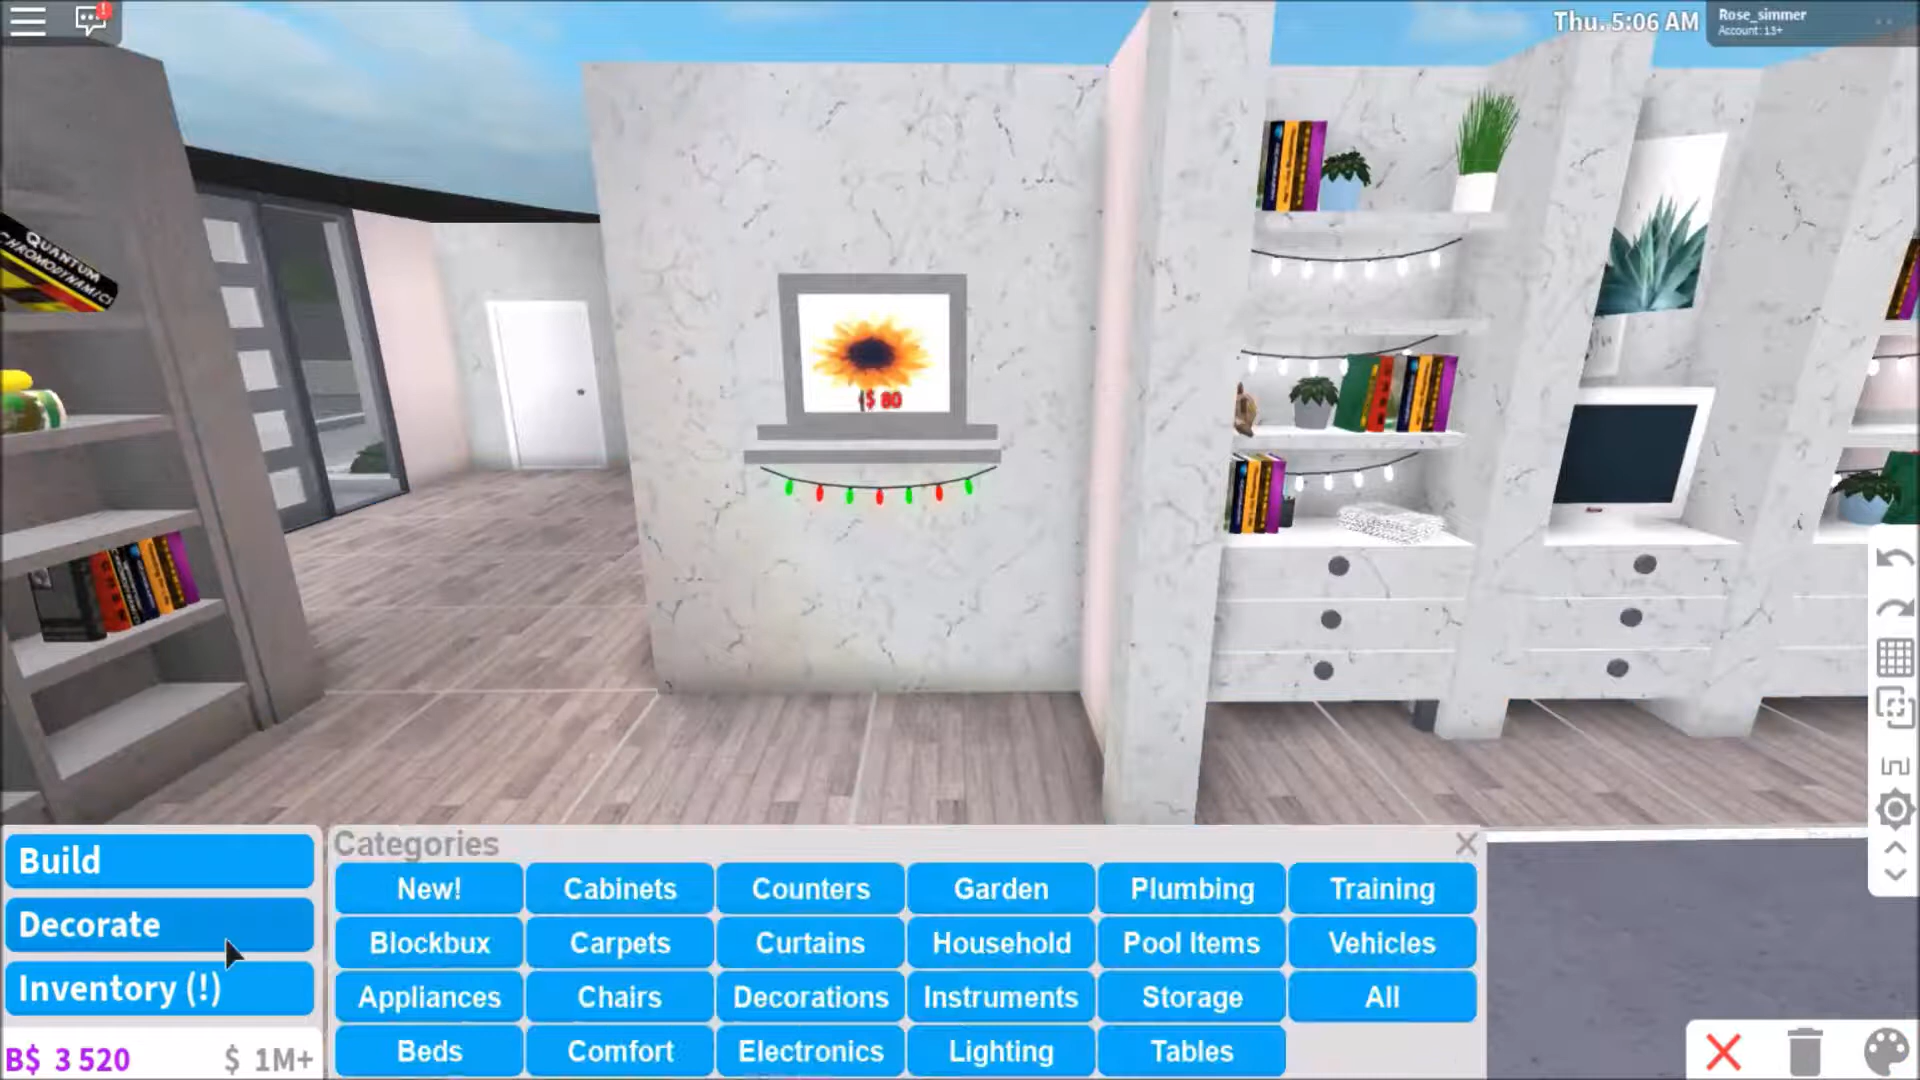 Thu. 5:06 AM
Rose_simmer
Account: 13+
QUANTUM
CHROMODYNAMICS
$ 80
Build
Decorate
Inventory (!)
B$ 3 520
$ 1M+
Categories
New!
Cabinets
Counters
Garden
Plumbing
Training
Blockbux
Carpets
Curtains
Household
Pool Items
Vehicles
Appliances
Chairs
Decorations
Instruments
Storage
All
Beds
Comfort
Electronics
Lighting
Tables